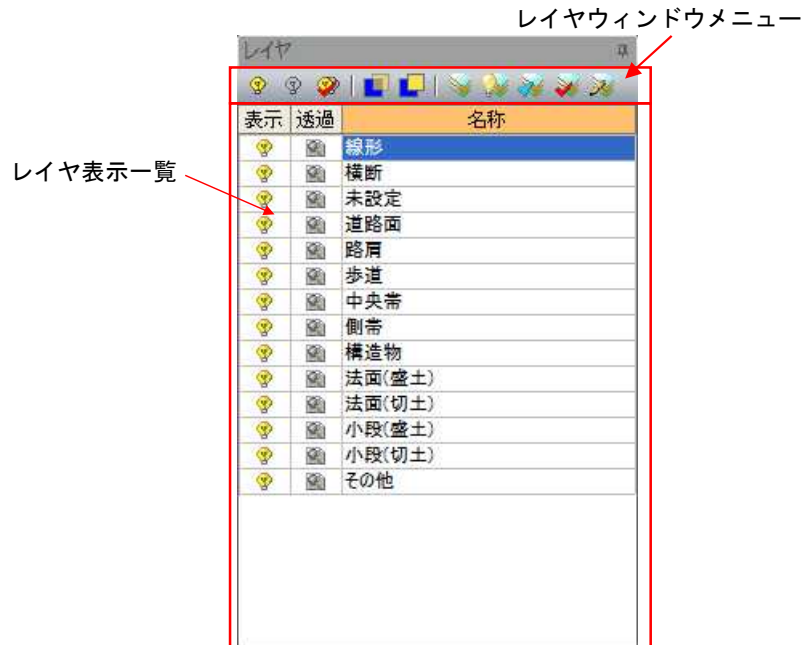 レイヤウィンドウメニュー
レイヤ
表示 透過 名称
線形
レイヤ表示一覧
横断
未設定
道路面
路肩
歩道
中央帯
側帯
構造物
法面(盛土)
法面(切土)
小段(盛土)
小段(切土)
その他